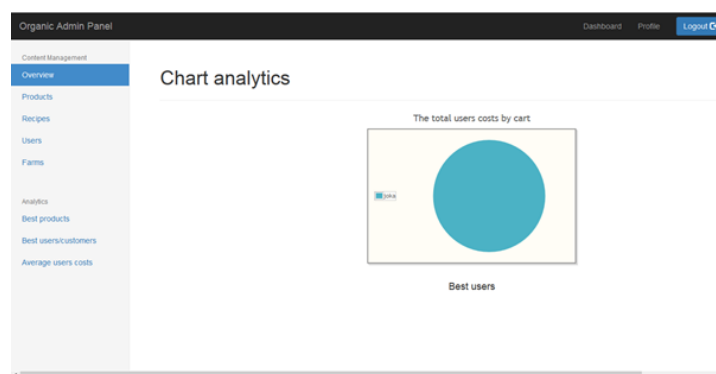 Organic Admin Panel
Dashboard Profile Logout
Content Management
Overview
Products
Recipes
Users
Farms
Analytics
Best products
Best users/customers
Average users costs
Chart analytics
The total users costs by cart
Best users